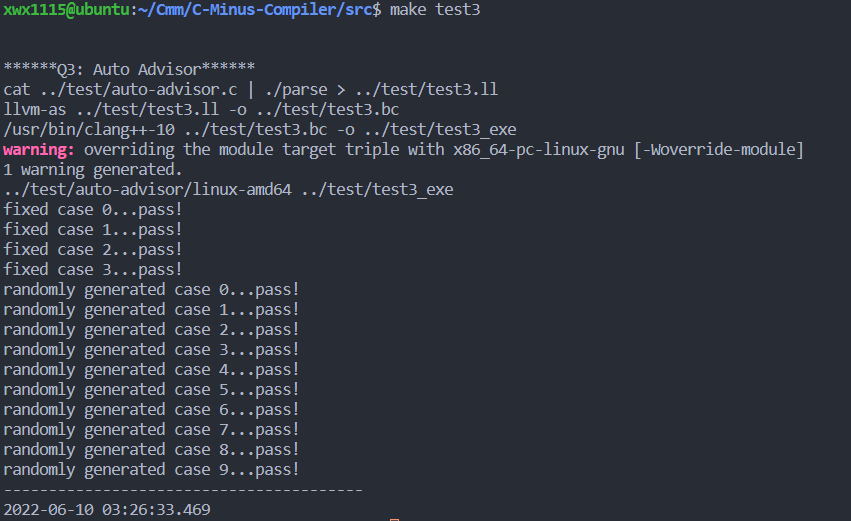 xwx1115@ubuntu:~/Cmm/C-Minus-Compiler/src$ make test3
******Q3: Auto Advisor******
cat ../test/auto-advisor.c | ./parse > ../test/test3.ll
llvm-as ../test/test3.ll -o ../test/test3.bc
/usr/bin/clang++-10 ../test/test3.bc -o ../test/test3_exe
warning: overriding the module target triple with x86_64-pc-linux-gnu [-Woverride-module]
1 warning generated.
../test/auto-advisor/linux-amd64 ../test/test3_exe
fixed case 0...pass!
fixed case 1...pass!
fixed case 2...pass!
fixed case 3...pass!
randomly generated case 0...pass!
randomly generated case 1...pass!
randomly generated case 2...pass!
randomly generated case 3...pass!
randomly generated case 4...pass!
randomly generated case 5...pass!
randomly generated case 6...pass!
randomly generated case 7...pass!
randomly generated case 8...pass!
randomly generated case 9...pass!
----------------------------------------
2022-06-10 03:26:33.469